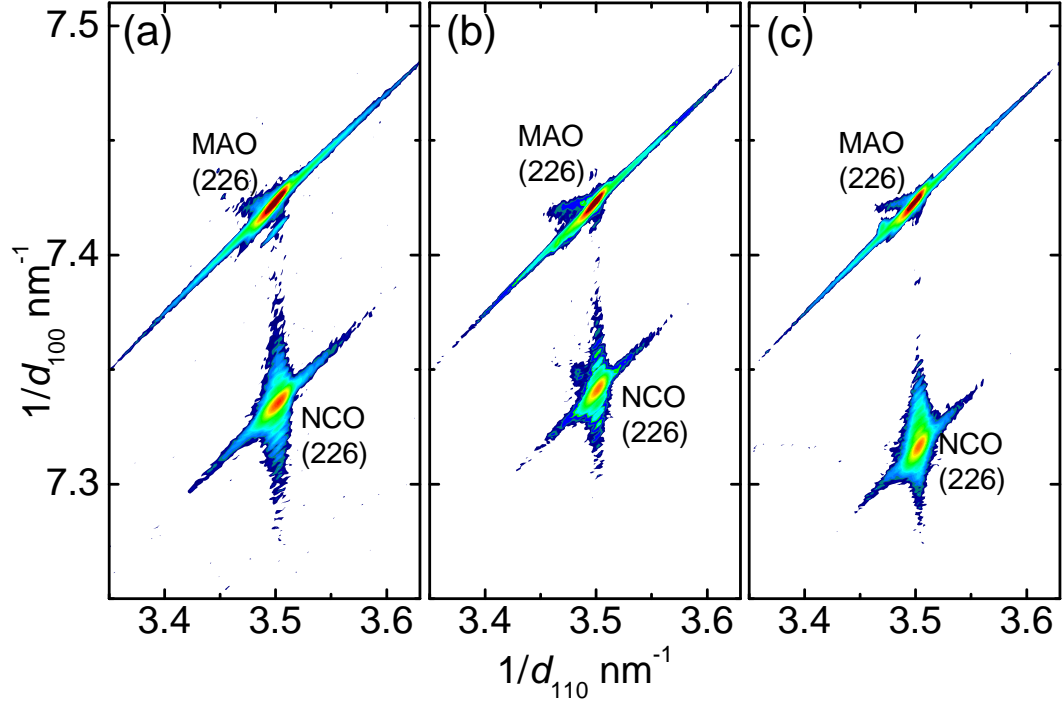 (a)
(b)
(c)
7.5
7.4
7.3
1/d₁₀₀ nm⁻¹
MAO
(226)
NCO
(226)
MAO
(226)
NCO
(226)
MAO
(226)
NCO
(226)
3.4 3.5 3.6
3.4 3.5 3.6
3.4 3.5 3.6
1/d₁₁₀ nm⁻¹